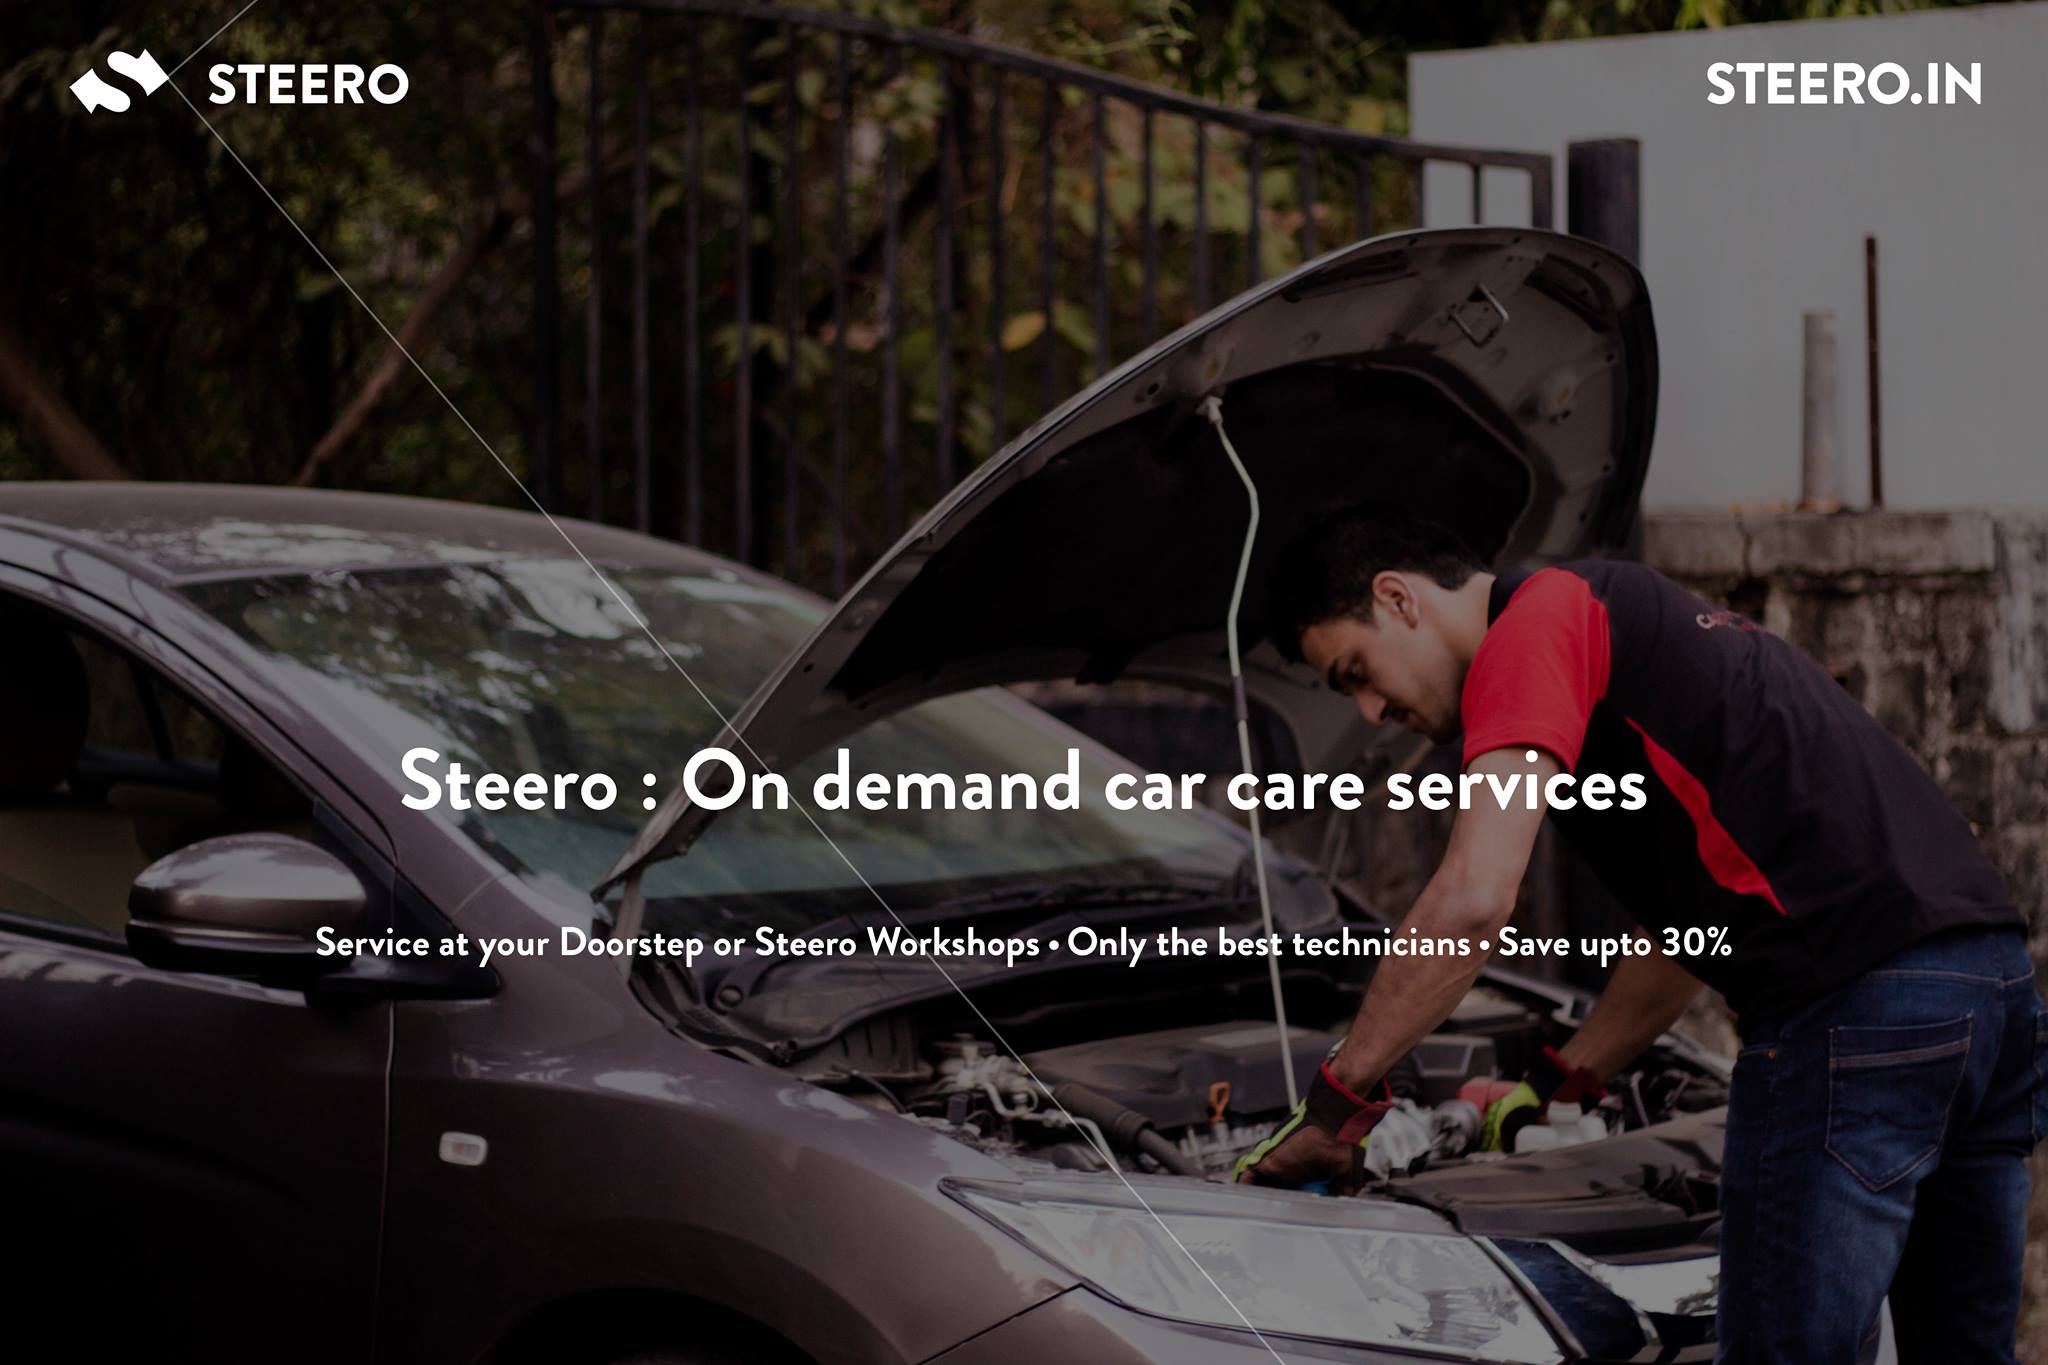 STEERO
STEERO.IN
Steero : On demand car care services
Service at your Doorstep or Steero Workshops • Only the best technicians • Save upto 30%